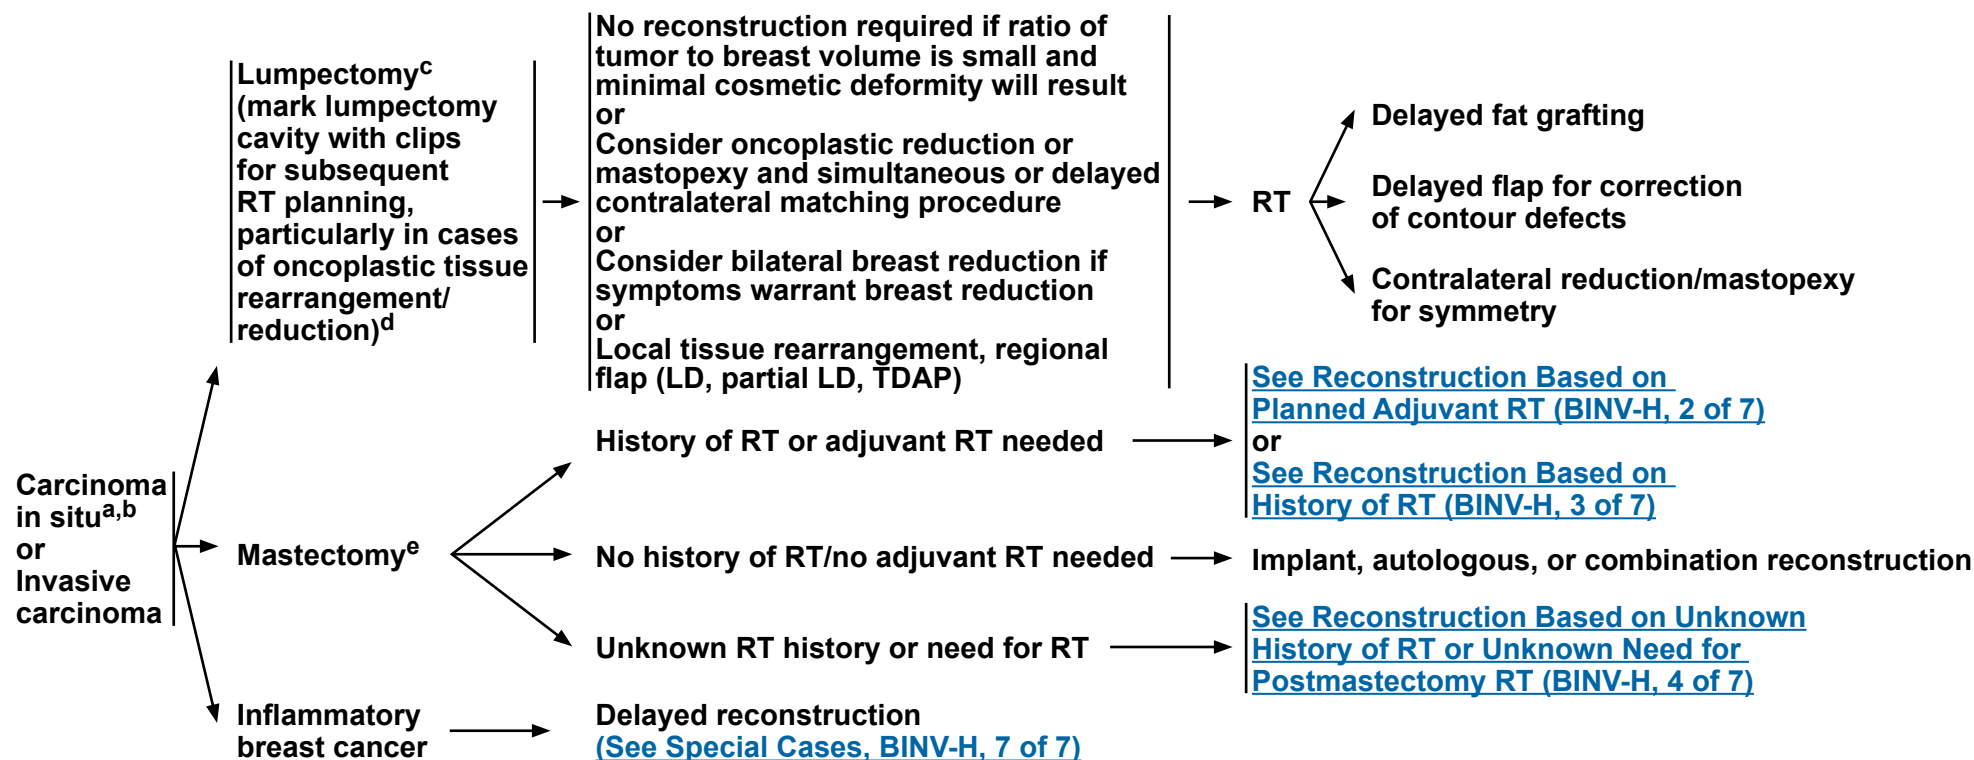 Lumpectomyc
(mark lumpectomy
cavity with clips
for subsequent
RT planning,
particularly in cases
of oncoplastic tissue
rearrangement/
reduction)d
No reconstruction required if ratio of
tumor to breast volume is small and
minimal cosmetic deformity will result
or
Consider oncoplastic reduction or
mastopexy and simultaneous or delayed
contralateral matching procedure
or
Consider bilateral breast reduction if
symptoms warrant breast reduction
or
Local tissue rearrangement, regional
flap (LD, partial LD, TDAP)
RT
Delayed fat grafting
Delayed flap for correction
of contour defects
Contralateral reduction/mastopexy
for symmetry
Carcinoma
in situa,b
or
Invasive
carcinoma
Mastectomye
History of RT or adjuvant RT needed
See Reconstruction Based on
Planned Adjuvant RT (BINV-H, 2 of 7)
or
See Reconstruction Based on
History of RT (BINV-H, 3 of 7)
No history of RT/no adjuvant RT needed
Implant, autologous, or combination reconstruction
Unknown RT history or need for RT
See Reconstruction Based on Unknown
History of RT or Unknown Need for
Postmastectomy RT (BINV-H, 4 of 7)
Inflammatory
breast cancer
Delayed reconstruction
(See Special Cases, BINV-H, 7 of 7)